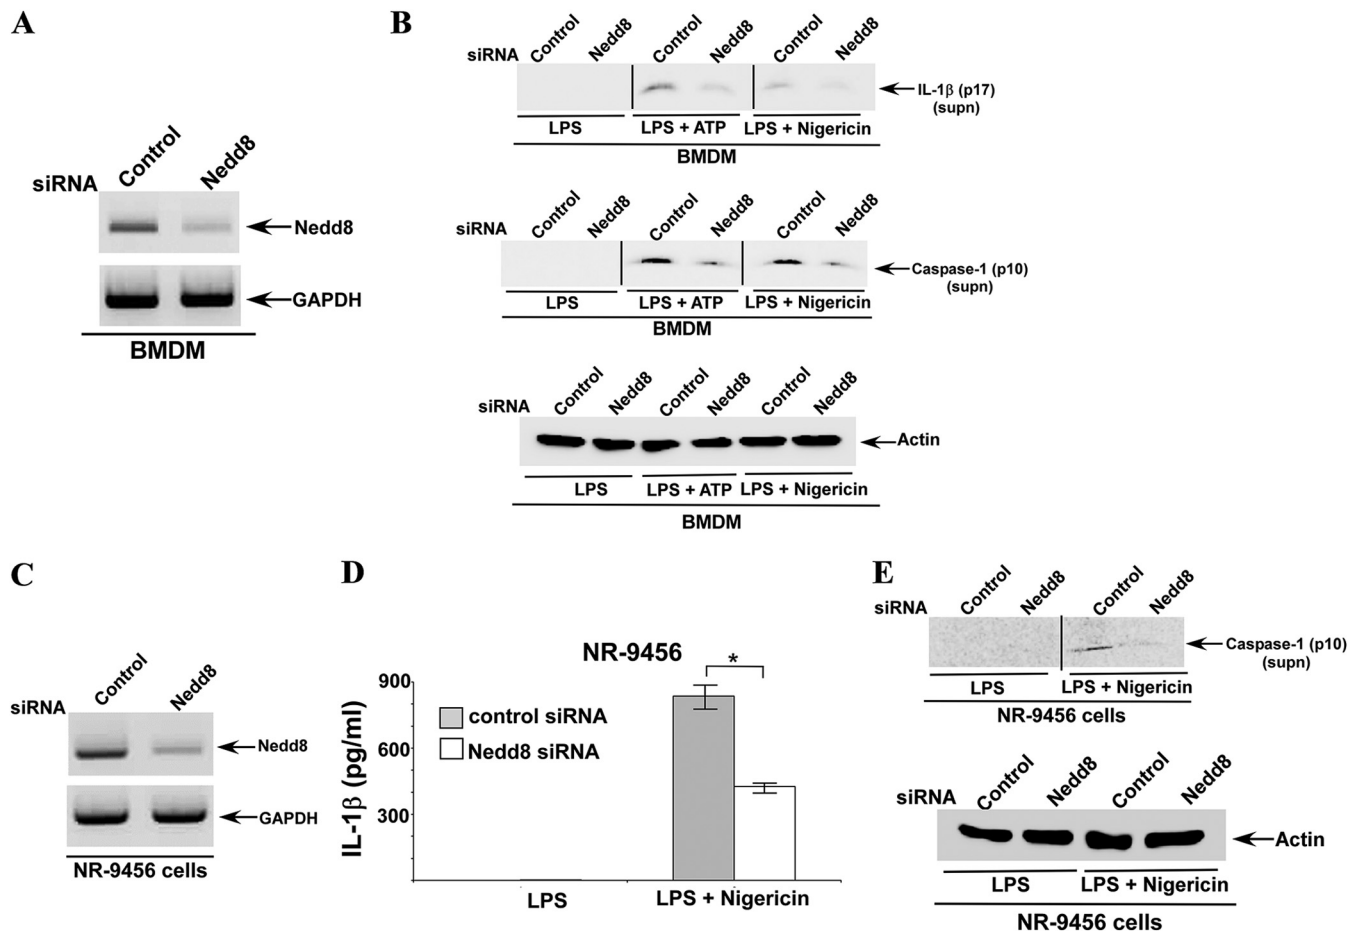 A
siRNA Control Nedd8
Nedd8
GAPDH
BMDM
B
siRNA Control Nedd8 Control Nedd8 Control Nedd8
IL-1β (p17)
(supn)
LPS LPS + ATP LPS + Nigericin
BMDM
siRNA Control Nedd8 Control Nedd8 Control Nedd8
Caspase-1 (p10)
(supn)
LPS LPS + ATP LPS + Nigericin
BMDM
siRNA Control Nedd8 Control Nedd8 Control Nedd8
Actin
LPS LPS + ATP LPS + Nigericin
BMDM
C
siRNA Control Nedd8
Nedd8
GAPDH
NR-9456 cells
D
NR-9456
*
IL-1β (pg/ml)
900
600
300
control siRNA
Nedd8 siRNA
LPS LPS + Nigericin
E
siRNA Control Nedd8 Control Nedd8
Caspase-1 (p10)
(supn)
LPS LPS + Nigericin
NR-9456 cells
siRNA Control Nedd8 Control Nedd8
Actin
LPS LPS + Nigericin
NR-9456 cells